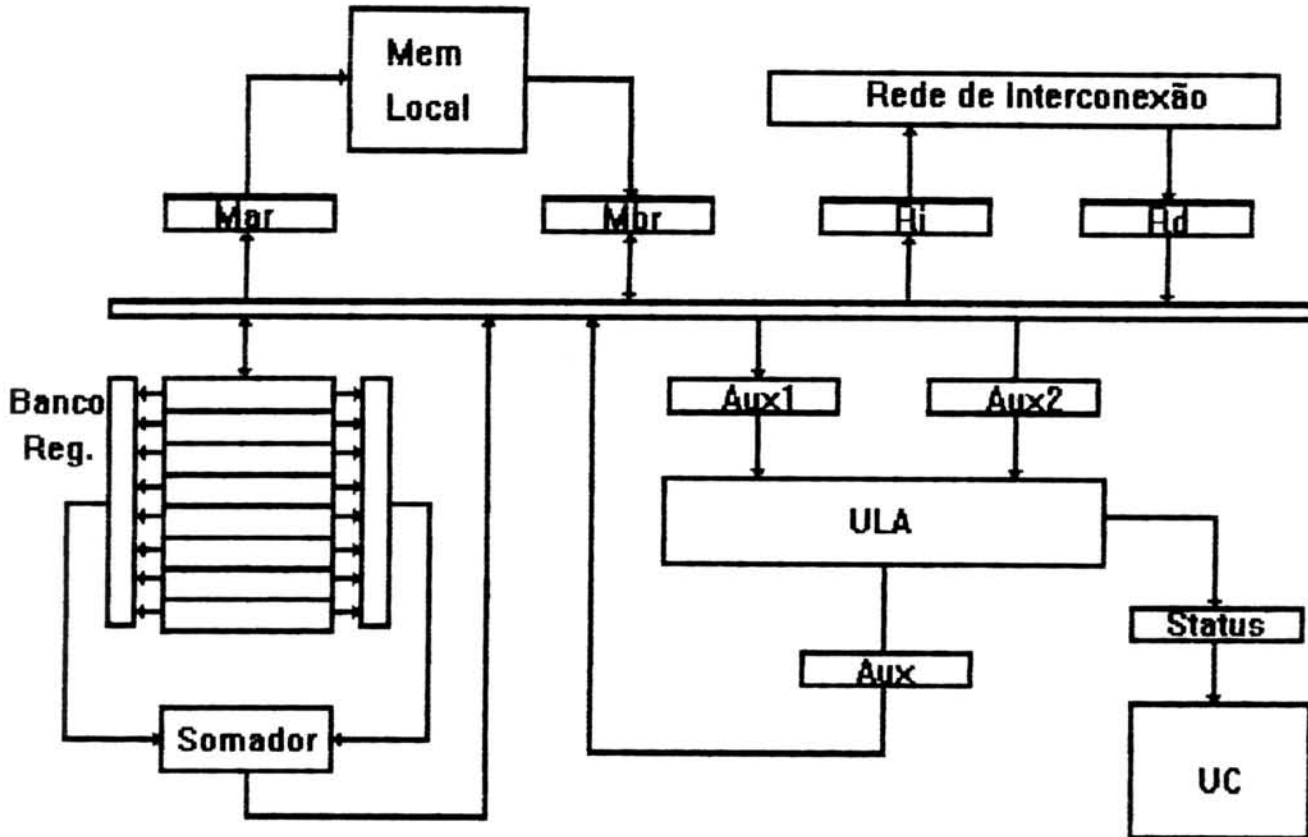 Mem
Local
Rede de Interconexão
Mar
Mbr
Ri
Rd
Banco
Reg.
Aux1
Aux2
ULA
Status
Aux
Somador
UC